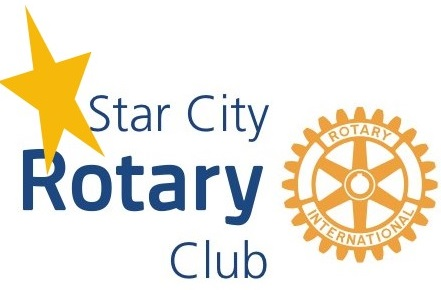 Star City
Rotary
Club
ROTARY
INTERNATIONAL